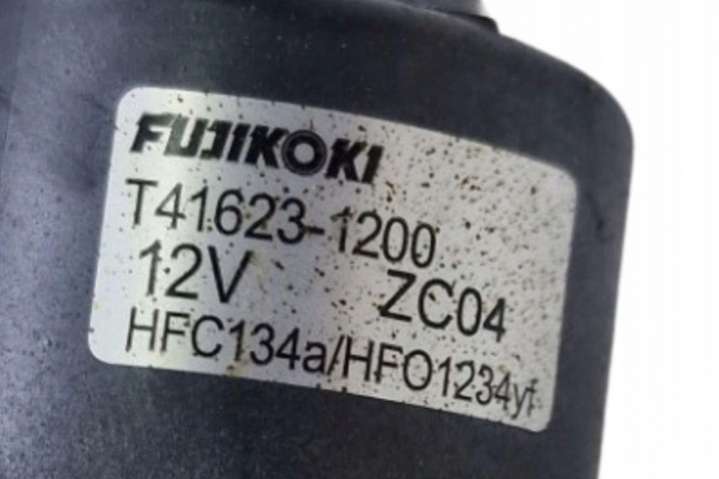 FUJIKOKI
T41623-1200
12V ZC04
HFC134a/HFO1234yf